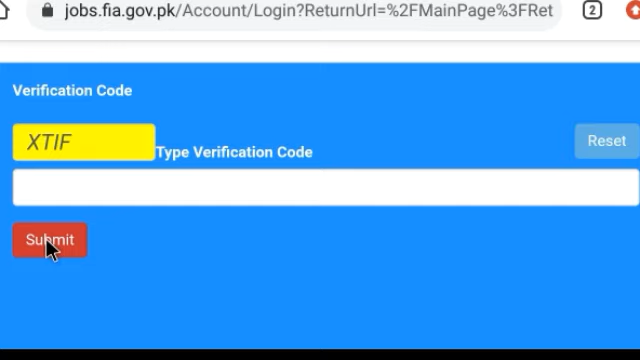 jobs.fia.gov.pk/Account/Login?ReturnUrl=%2FMainPage%3FRet
2
Verification Code
XTIF
Type Verification Code
Reset
Submit